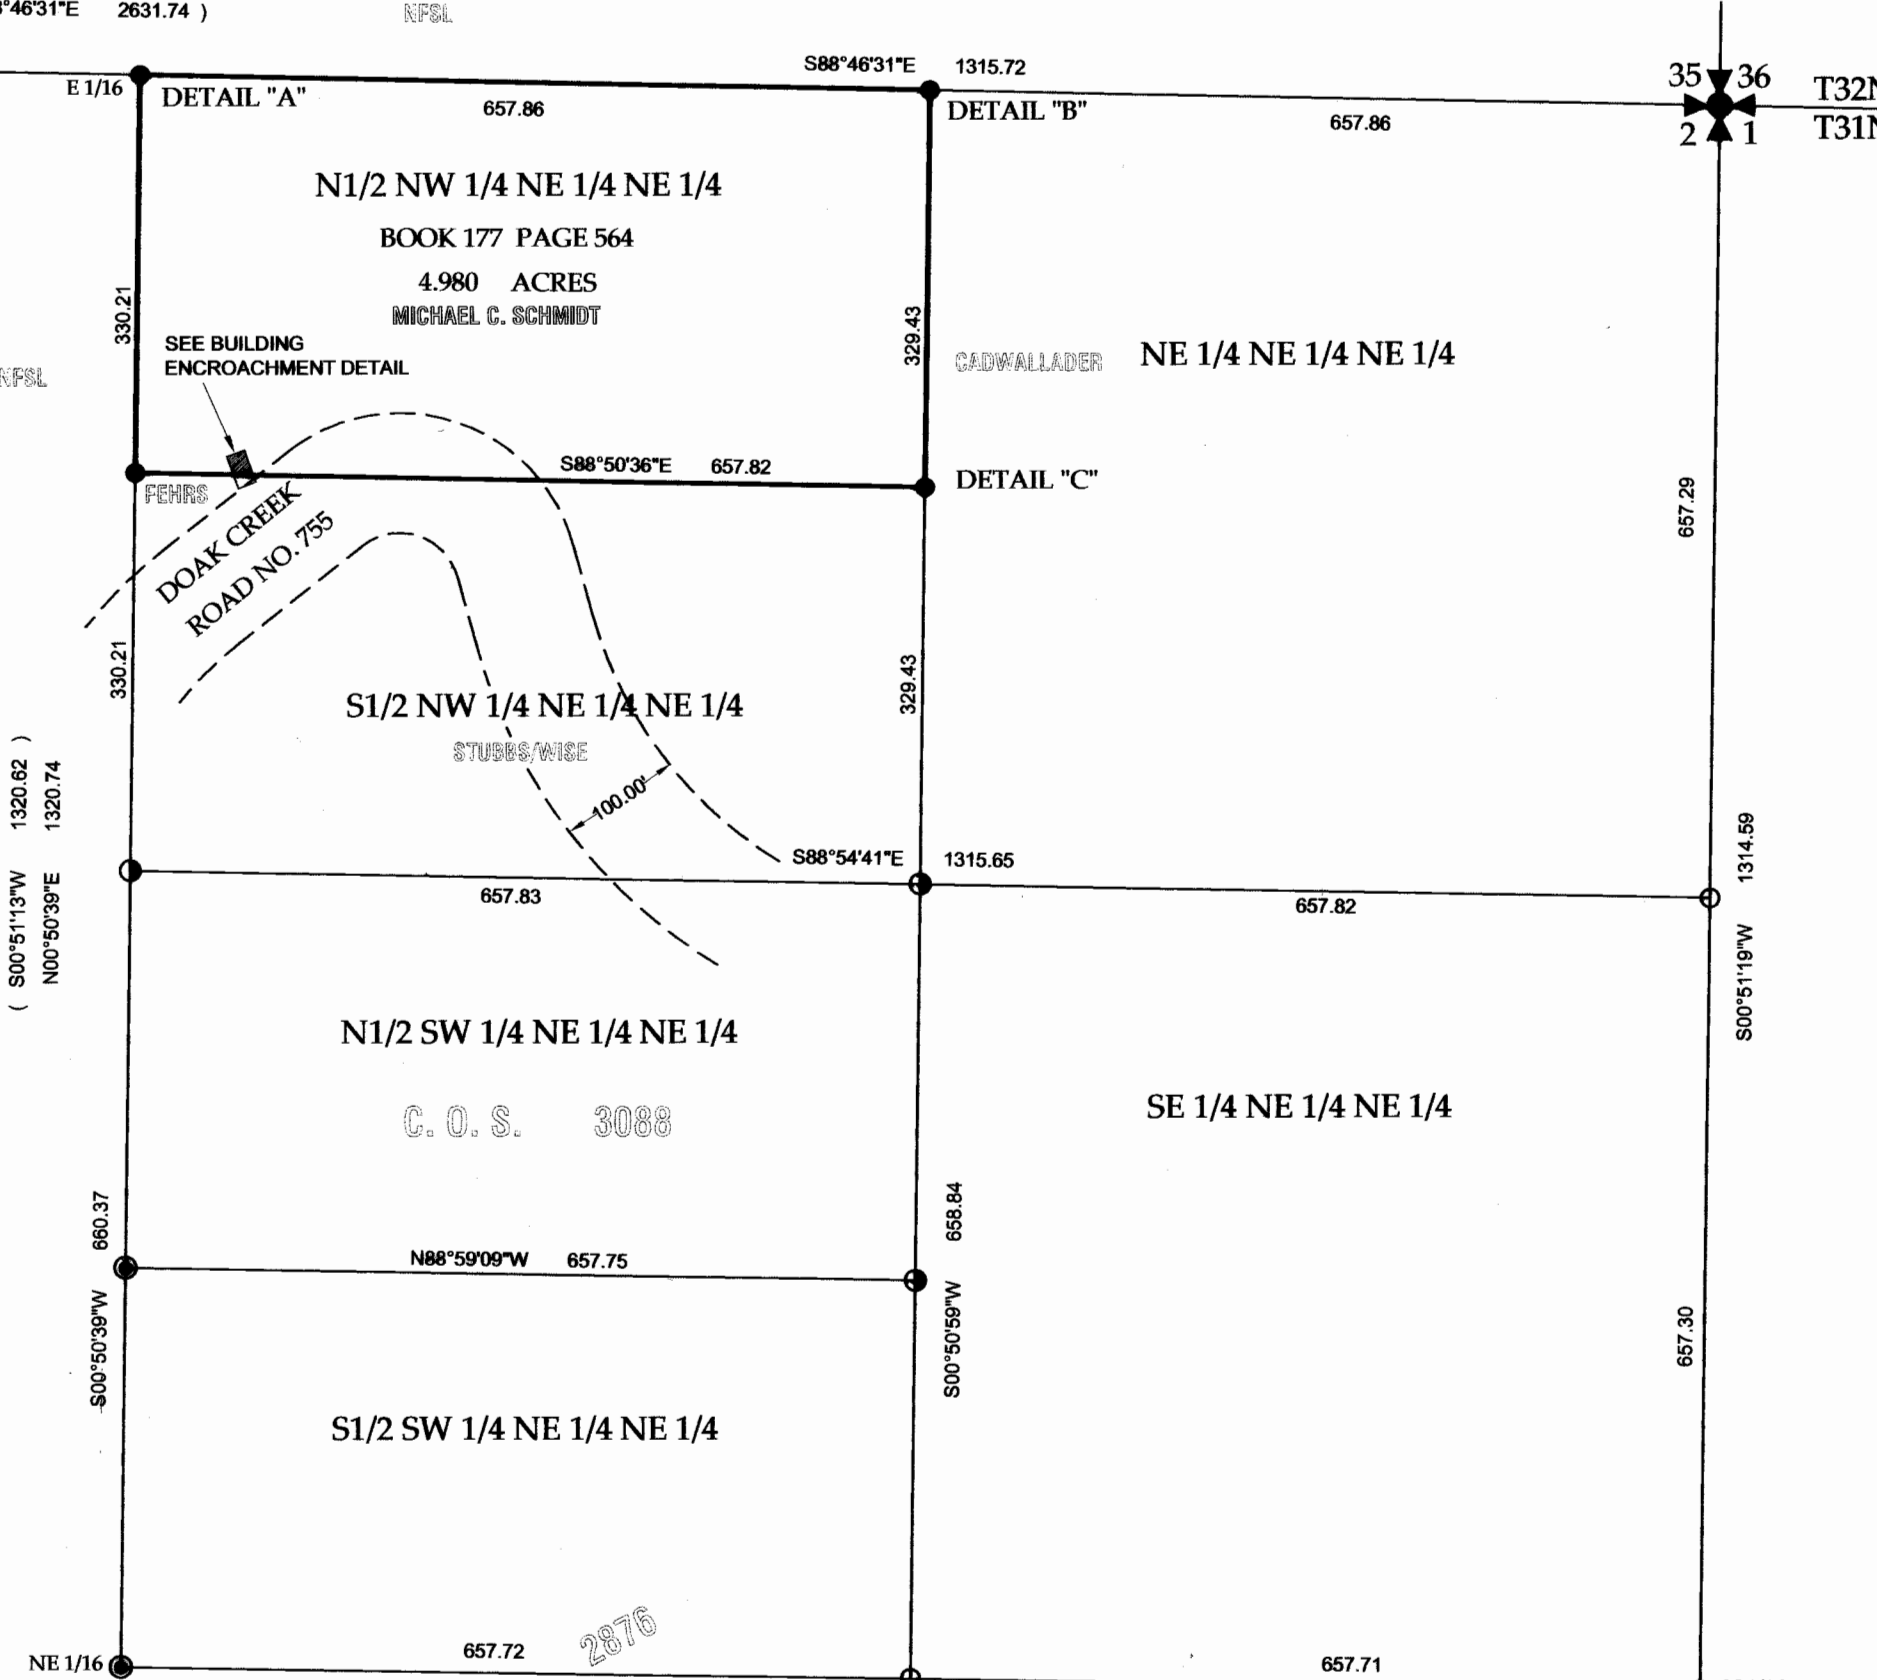 2631.74 )
NFSL
S88°46'31"E 1315.72
E 1/16
DETAIL "A"
657.86
DETAIL "B"
657.86
35 36
2 1
T31
N1/2 NW 1/4 NE 1/4 NE 1/4
BOOK 177 PAGE 564
4.980 ACRES
MICHAEL C. SCHMIDT
330.21
329.43
SEE BUILDING
ENCROACHMENT DETAIL
NFSL
CADWALLADER
NE 1/4 NE 1/4 NE 1/4
S88°50'36"E 657.82
DETAIL "C"
FEHRS
DOAK CREEK
ROAD NO. 755
657.29
330.21
329.43
S1/2 NW 1/4 NE 1/4 NE 1/4
STUBBS/WISE
100.00'
( S00°51'13"W 1320.62 )
N00°50'39"E 1320.74
S88°54'41"E 1315.65
657.83
657.82
1314.59
S00°51'19"W
N1/2 SW 1/4 NE 1/4 NE 1/4
C. O. S. 3088
SE 1/4 NE 1/4 NE 1/4
660.37
S00°50'39"W
658.84
S00°50'59"W
N88°59'09"W 657.75
657.30
S1/2 SW 1/4 NE 1/4 NE 1/4
2876
NE 1/16
657.72
657.71